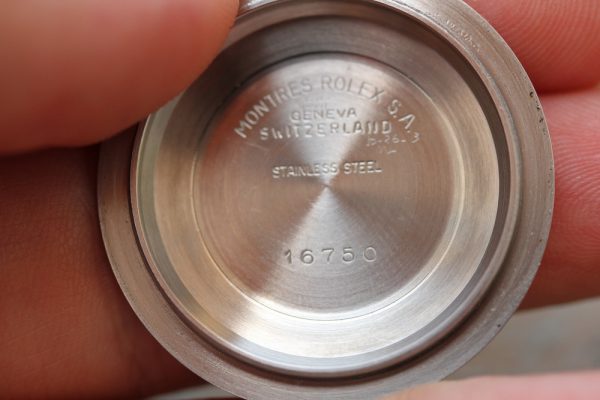 MONTRES ROLEX S.A.
GENEVA
SWITZERLAND
STAINLESS STEEL
16750